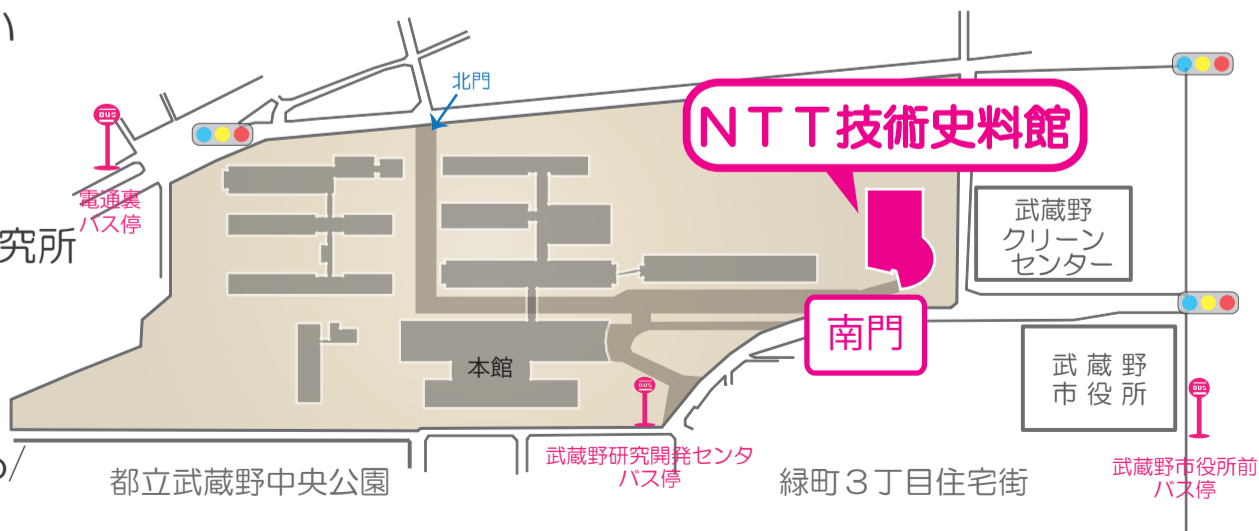 い
北門
BUS
NTT技術史料館
電通裏
バス停
究所
武蔵野
クリーン
センター
南門
本館
武蔵野
市役所
BUS
BUS
武蔵野研究開発センタ
バス停
武蔵野市役所前
バス停
都立武蔵野中央公園
緑町3丁目住宅街